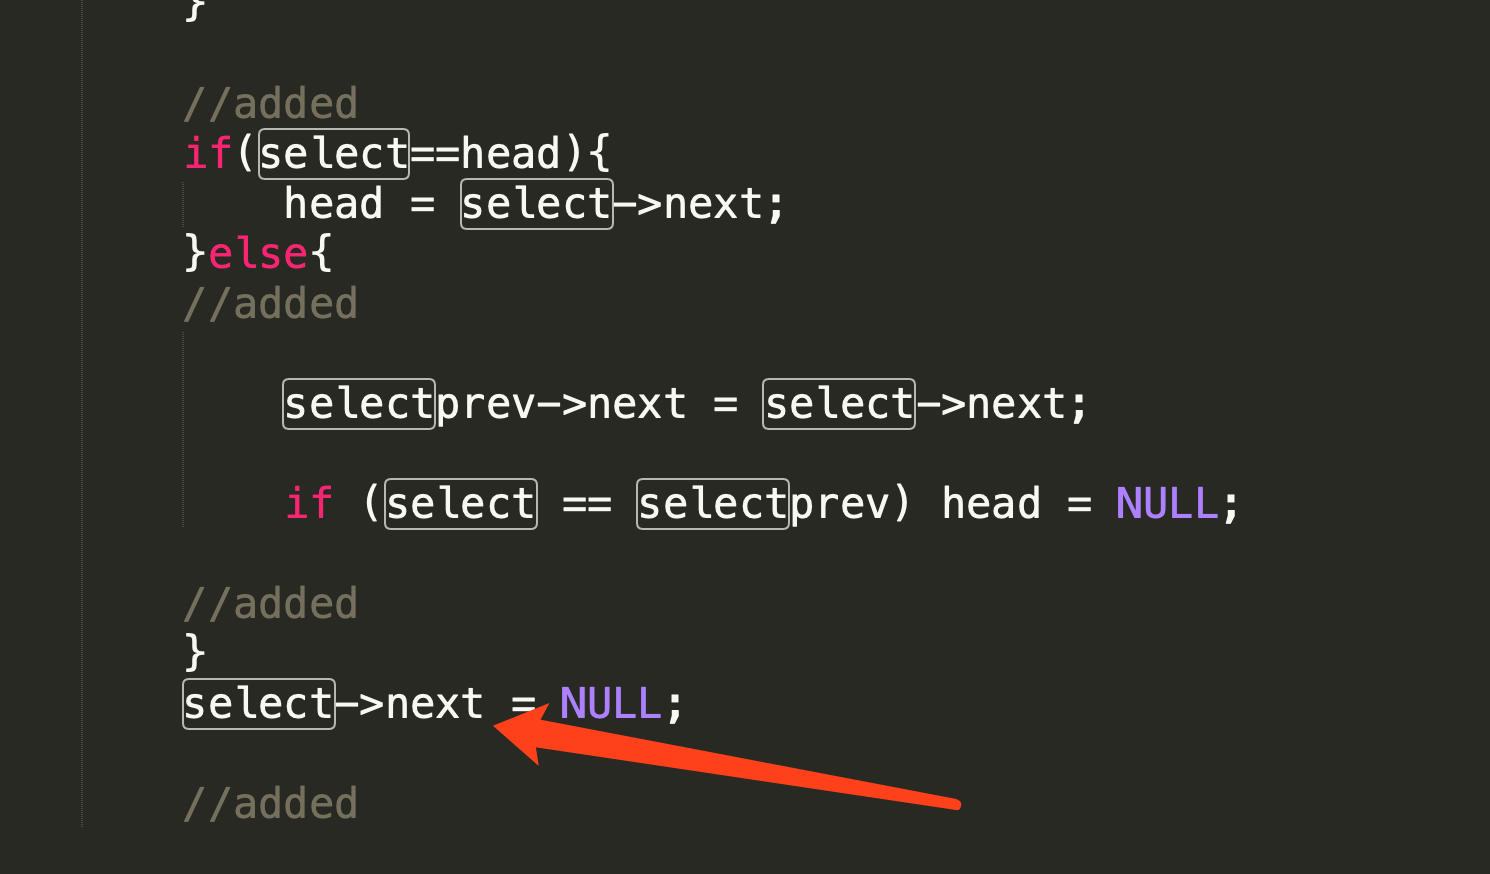 }
//added
if(select==head){
head = select->next;
}else{
//added
selectprev->next = select->next;
if (select == selectprev) head = NULL;
//added
}
select->next = NULL;
//added